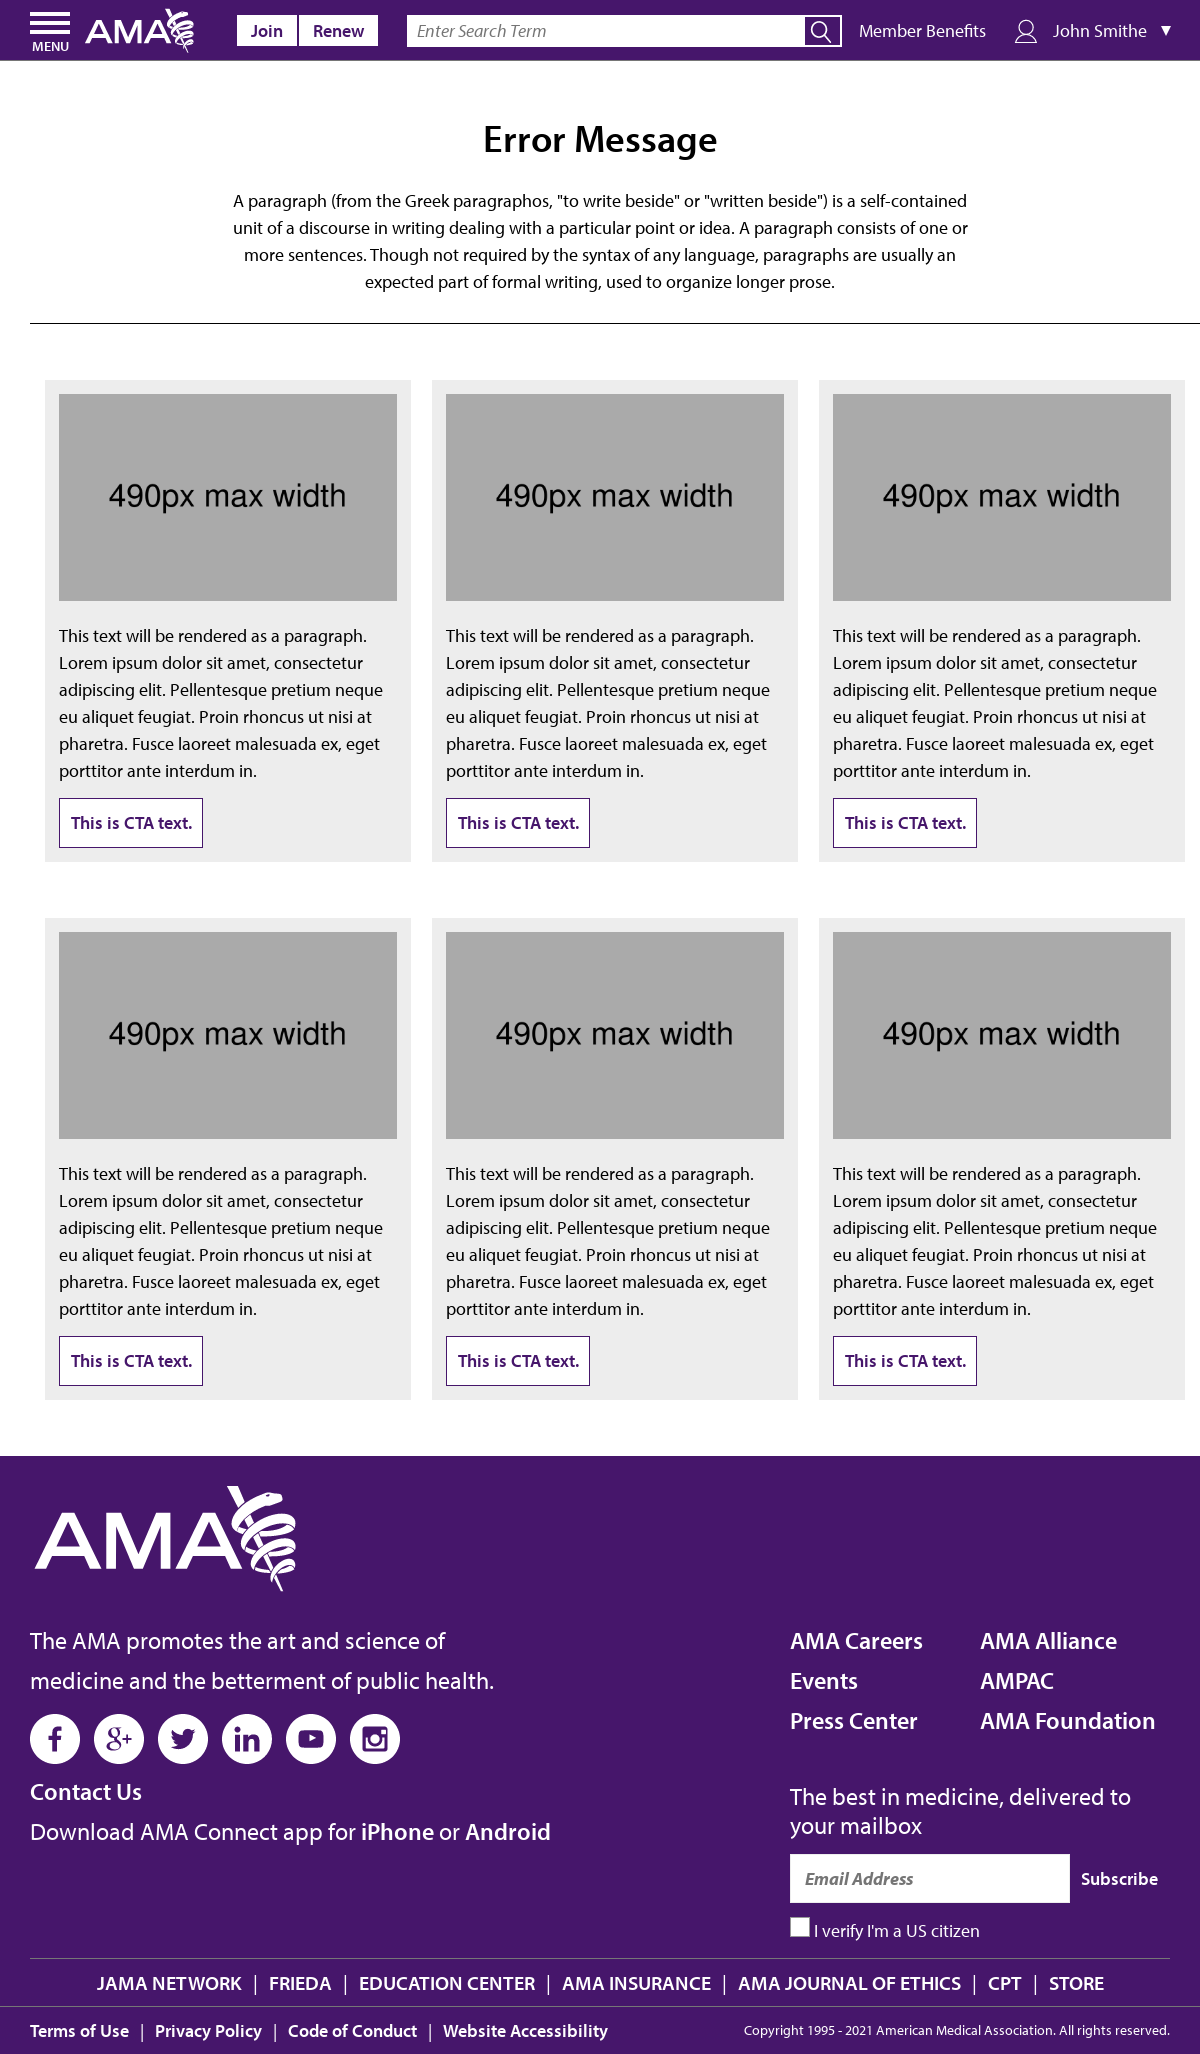 MENU
AMA
Join
Renew
Enter Search Term
Member Benefits
John Smithe ▼
Error Message
A paragraph (from the Greek paragraphos, "to write beside" or "written beside") is a self-contained
unit of a discourse in writing dealing with a particular point or idea. A paragraph consists of one or
more sentences. Though not required by the syntax of any language, paragraphs are usually an
expected part of formal writing, used to organize longer prose.
490px max width
This text will be rendered as a paragraph.
Lorem ipsum dolor sit amet, consectetur
adipiscing elit. Pellentesque pretium neque
eu aliquet feugiat. Proin rhoncus ut nisi at
pharetra. Fusce laoreet malesuada ex, eget
porttitor ante interdum in.
This is CTA text.
490px max width
This text will be rendered as a paragraph.
Lorem ipsum dolor sit amet, consectetur
adipiscing elit. Pellentesque pretium neque
eu aliquet feugiat. Proin rhoncus ut nisi at
pharetra. Fusce laoreet malesuada ex, eget
porttitor ante interdum in.
This is CTA text.
490px max width
This text will be rendered as a paragraph.
Lorem ipsum dolor sit amet, consectetur
adipiscing elit. Pellentesque pretium neque
eu aliquet feugiat. Proin rhoncus ut nisi at
pharetra. Fusce laoreet malesuada ex, eget
porttitor ante interdum in.
This is CTA text.
490px max width
This text will be rendered as a paragraph.
Lorem ipsum dolor sit amet, consectetur
adipiscing elit. Pellentesque pretium neque
eu aliquet feugiat. Proin rhoncus ut nisi at
pharetra. Fusce laoreet malesuada ex, eget
porttitor ante interdum in.
This is CTA text.
490px max width
This text will be rendered as a paragraph.
Lorem ipsum dolor sit amet, consectetur
adipiscing elit. Pellentesque pretium neque
eu aliquet feugiat. Proin rhoncus ut nisi at
pharetra. Fusce laoreet malesuada ex, eget
porttitor ante interdum in.
This is CTA text.
490px max width
This text will be rendered as a paragraph.
Lorem ipsum dolor sit amet, consectetur
adipiscing elit. Pellentesque pretium neque
eu aliquet feugiat. Proin rhoncus ut nisi at
pharetra. Fusce laoreet malesuada ex, eget
porttitor ante interdum in.
This is CTA text.
AMA
The AMA promotes the art and science of
medicine and the betterment of public health.
Contact Us
Download AMA Connect app for iPhone or Android
AMA Careers
Events
Press Center
AMA Alliance
AMPAC
AMA Foundation
The best in medicine, delivered to
your mailbox
Email Address
Subscribe
I verify I'm a US citizen
JAMA NETWORK | FRIEDA | EDUCATION CENTER | AMA INSURANCE | AMA JOURNAL OF ETHICS | CPT | STORE
Terms of Use | Privacy Policy | Code of Conduct | Website Accessibility
Copyright 1995 - 2021 American Medical Association. All rights reserved.